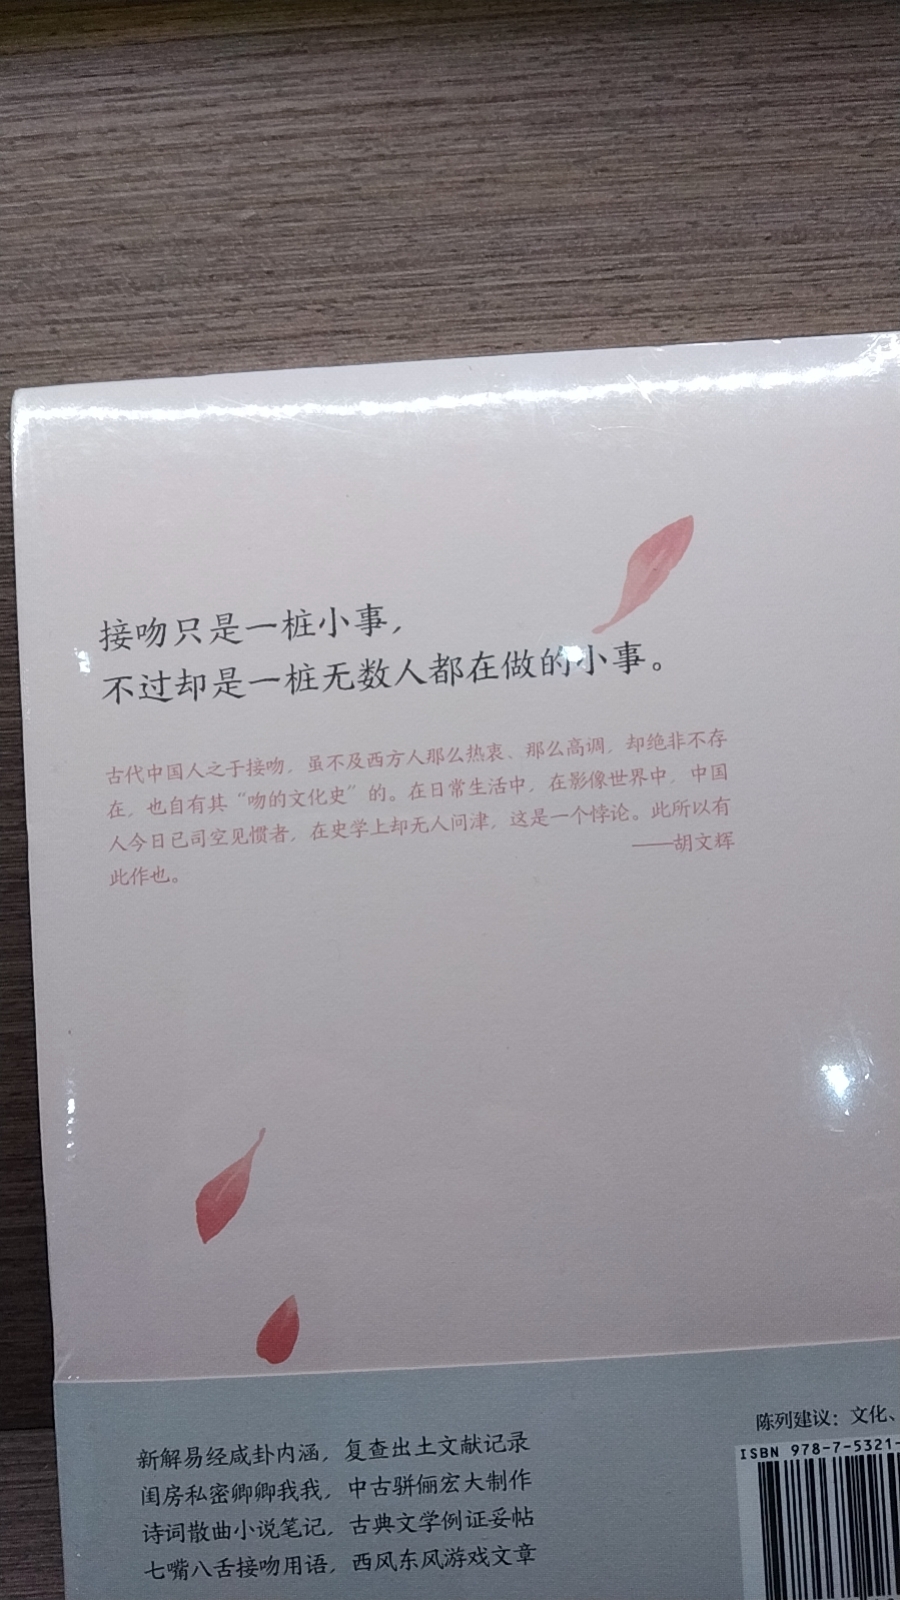 接吻只是一桩小事，
不过却是一桩无数人都在做的小事。
古代中国人之于接吻，虽不及西方人那么热衷、那么高调，却绝非不存
在，也自有其“吻的文化史”的。在日常生活中，在影像世界中，中国
人今日已司空见惯者，在史学上却无人问津，这是一个悖论。此所以有
此作也。
——胡文辉
新解易经咸卦内涵，复查出土文献记录
闺房私密卿卿我我，中古骈俪宏大制作
诗词散曲小说笔记，古典文学例证妥帖
七嘴八舌接吻用语，西风东风游戏文章
陈列建议：文化、
ISBN 978-7-5321-